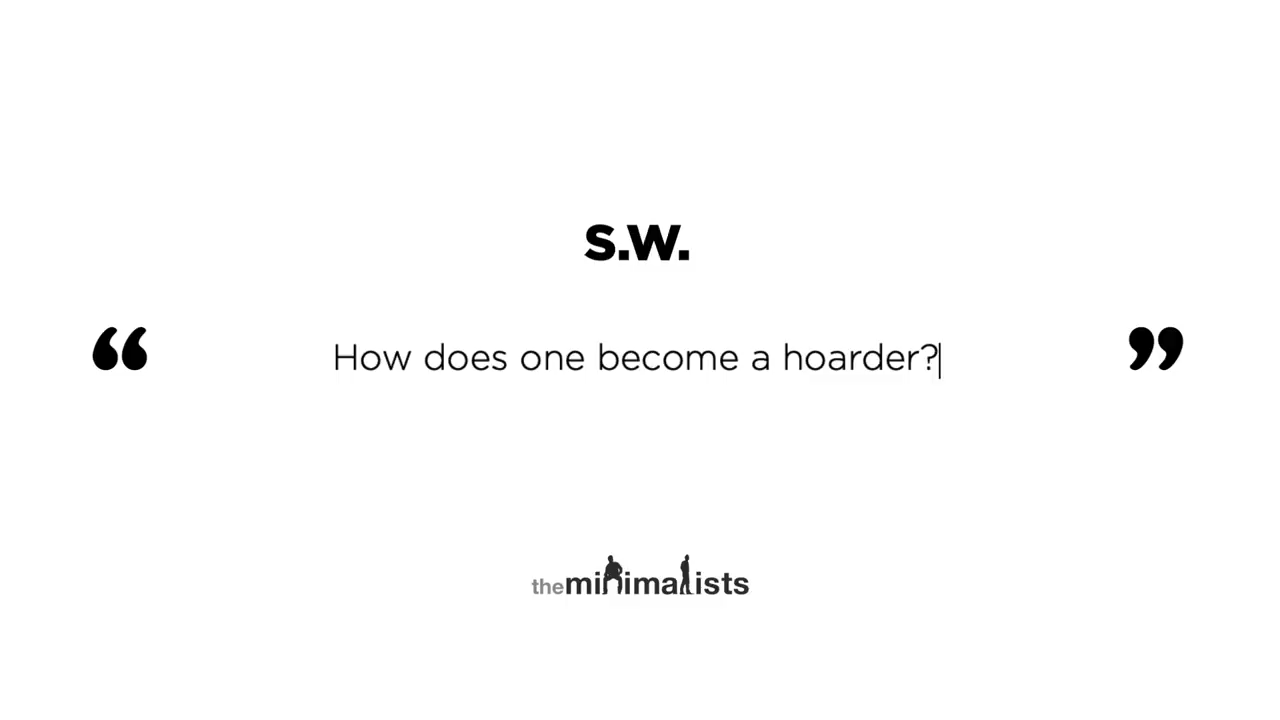 S.W.
“ How does one become a hoarder? ”
theminimalists